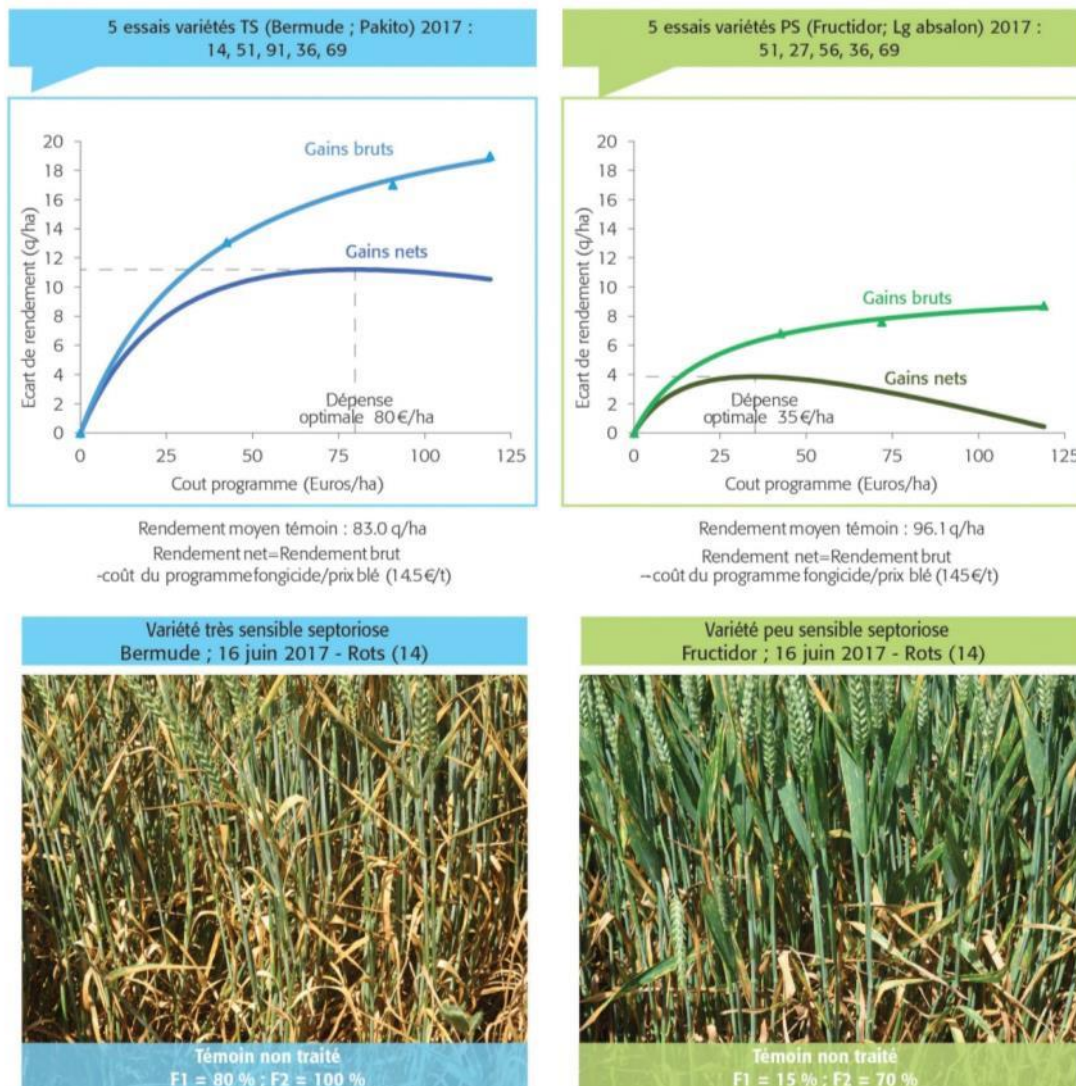 5 essais variétés TS (Bermude ; Pakito) 2017 :
14, 51, 91, 36, 69
Ecart de rendement (q/ha)
20
18
16
14
12
10
8
6
4
2
0
Gains bruts
Gains nets
Dépense
optimale 80€/ha
0
25
50
75
100
125
Cout programme (Euros/ha)
Rendement moyen témoin : 83.0 q/ha
Rendement net=Rendement brut
-coût du programme fongicide/prix blé (14.5€/t)
5 essais variétés PS (Fructidor; Lg absalon) 2017 :
51, 27, 56, 36, 69
Ecart de rendement (q/ha)
20
18
16
14
12
10
8
6
4
2
0
Gains bruts
Gains nets
Dépense
optimale 35€/ha
0
25
50
75
100
125
Cout programme (Euros/ha)
Rendement moyen témoin : 96.1q/ha
Rendement net=Rendement brut
--coût du programme fongicide/prix blé (145€/t)
Variété très sensible septoriose
Bermude ; 16 juin 2017 - Rots (14)
Témoin non traité
F1 = 80 % ; F2 = 100 %
Variété peu sensible septoriose
Fructidor ; 16 juin 2017 - Rots (14)
Témoin non traité
F1 = 15 % ; F2 = 70 %